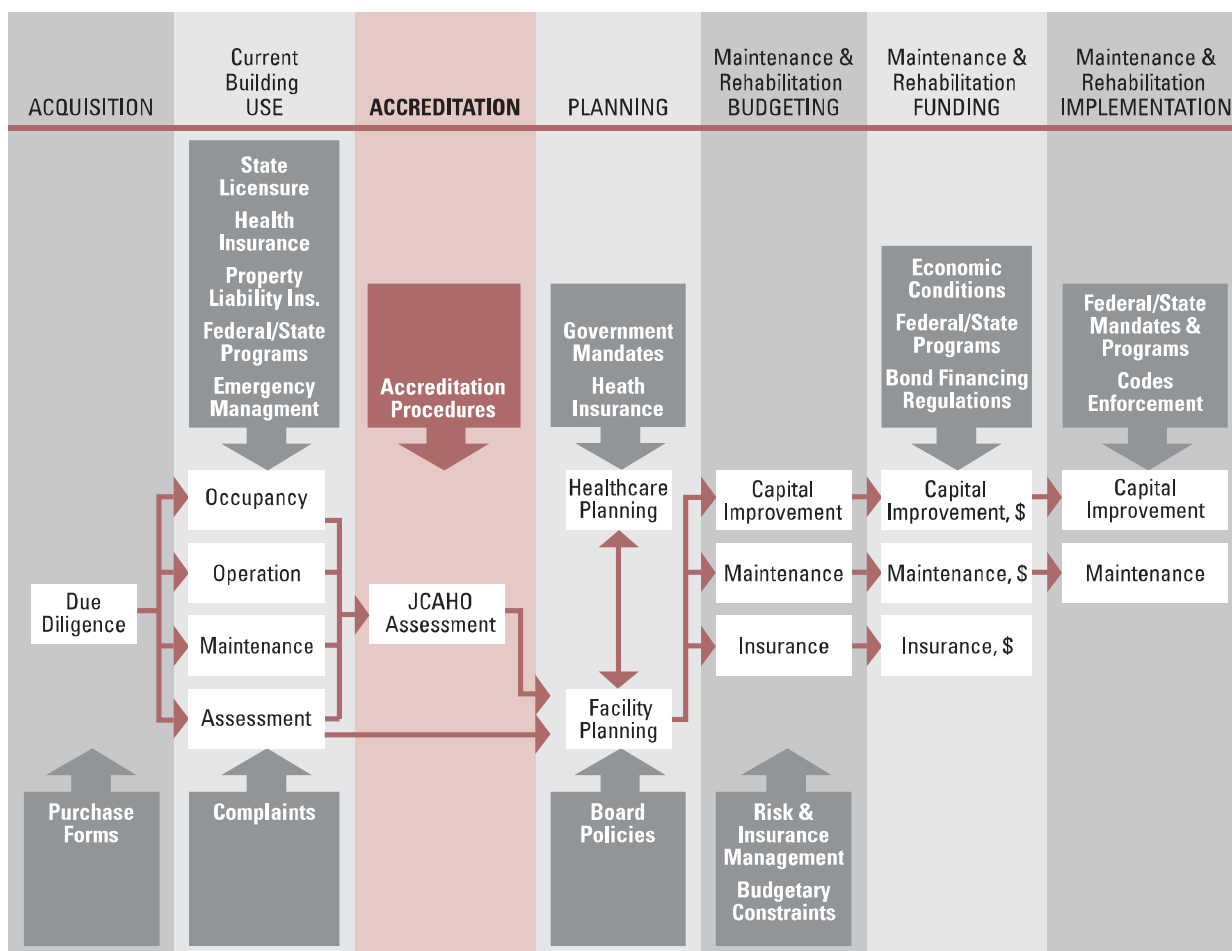 ACQUISITION
Current
Building
USE
ACCREDITATION
PLANNING
Maintenance &
Rehabilitation
BUDGETING
Maintenance &
Rehabilitation
FUNDING
Maintenance &
Rehabilitation
IMPLEMENTATION
State
Licensure
Health
Insurance
Property
Liability Ins.
Federal/State
Programs
Emergency
Managment
Accreditation
Procedures
Government
Mandates
Heath
Insurance
Economic
Conditions
Federal/State
Programs
Bond Financing
Regulations
Federal/State
Mandates &
Programs
Codes
Enforcement
Due
Diligence
Occupancy
Operation
Maintenance
Assessment
JCAHO
Assessment
Healthcare
Planning
Facility
Planning
Capital
Improvement
Maintenance
Insurance
Capital
Improvement, $
Maintenance, $
Insurance, $
Capital
Improvement
Maintenance
Purchase
Forms
Complaints
Board
Policies
Risk &
Insurance
Management
Budgetary
Constraints